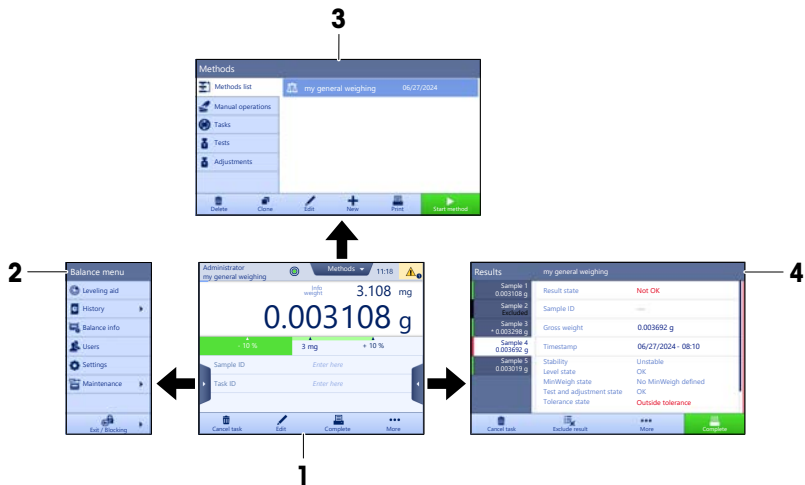 3
Methods
Methods list
my general weighing 06/27/2024
Manual operations
Tasks
Tests
Adjustments
Delete Clone Edit New Print Start method
2
Balance menu
Leveling aid
History
Balance info
Users
Settings
Maintenance
Exit / Blocking
Administrator
my general weighing
Methods 11:18
Info weight 3.108 mg
0.003108 g
- 10 % 3 mg + 10 %
Sample ID Enter here
Task ID Enter here
Cancel task Edit Complete More
1
4
Results my general weighing
Sample 1
0.003108 g
Sample 2
Excluded
Sample 3
* 0.003298 g
Sample 4
0.003692 g
Sample 5
0.003019 g
Result state Not OK
Sample ID ---
Gross weight 0.003692 g
Timestamp 06/27/2024 - 08:10
Stability Unstable
Level state OK
MinWeigh state No MinWeigh defined
Test and adjustment state OK
Tolerance state Outside tolerance
Cancel task Exclude result More Complete